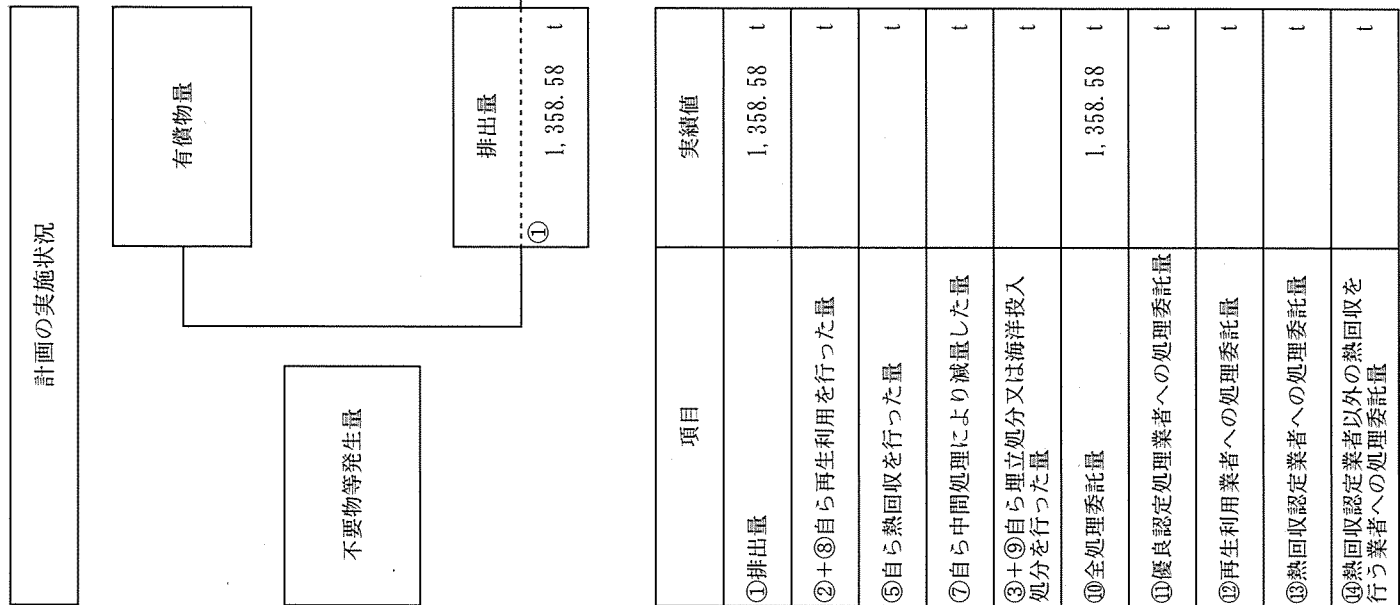 計画の実施状況
不要物等発生量
有償物量
排出量
① 1,358.58 t
項目 実績値
①排出量 1,358.58 t
②+⑧自ら再生利用を行った量 t
⑤自ら熱回収を行った量 t
⑦自ら中間処理により減量した量 t
③+⑨自ら埋立処分又は海洋投入
処分を行った量 t
⑩全処理委託量 1,358.58 t
⑪優良認定処理業者への処理委託量 t
⑫再生利用業者への処理委託量 t
⑬熱回収認定業者への処理委託量 t
⑭熱回収認定業者以外の熱回収を
行う業者への処理委託量 t